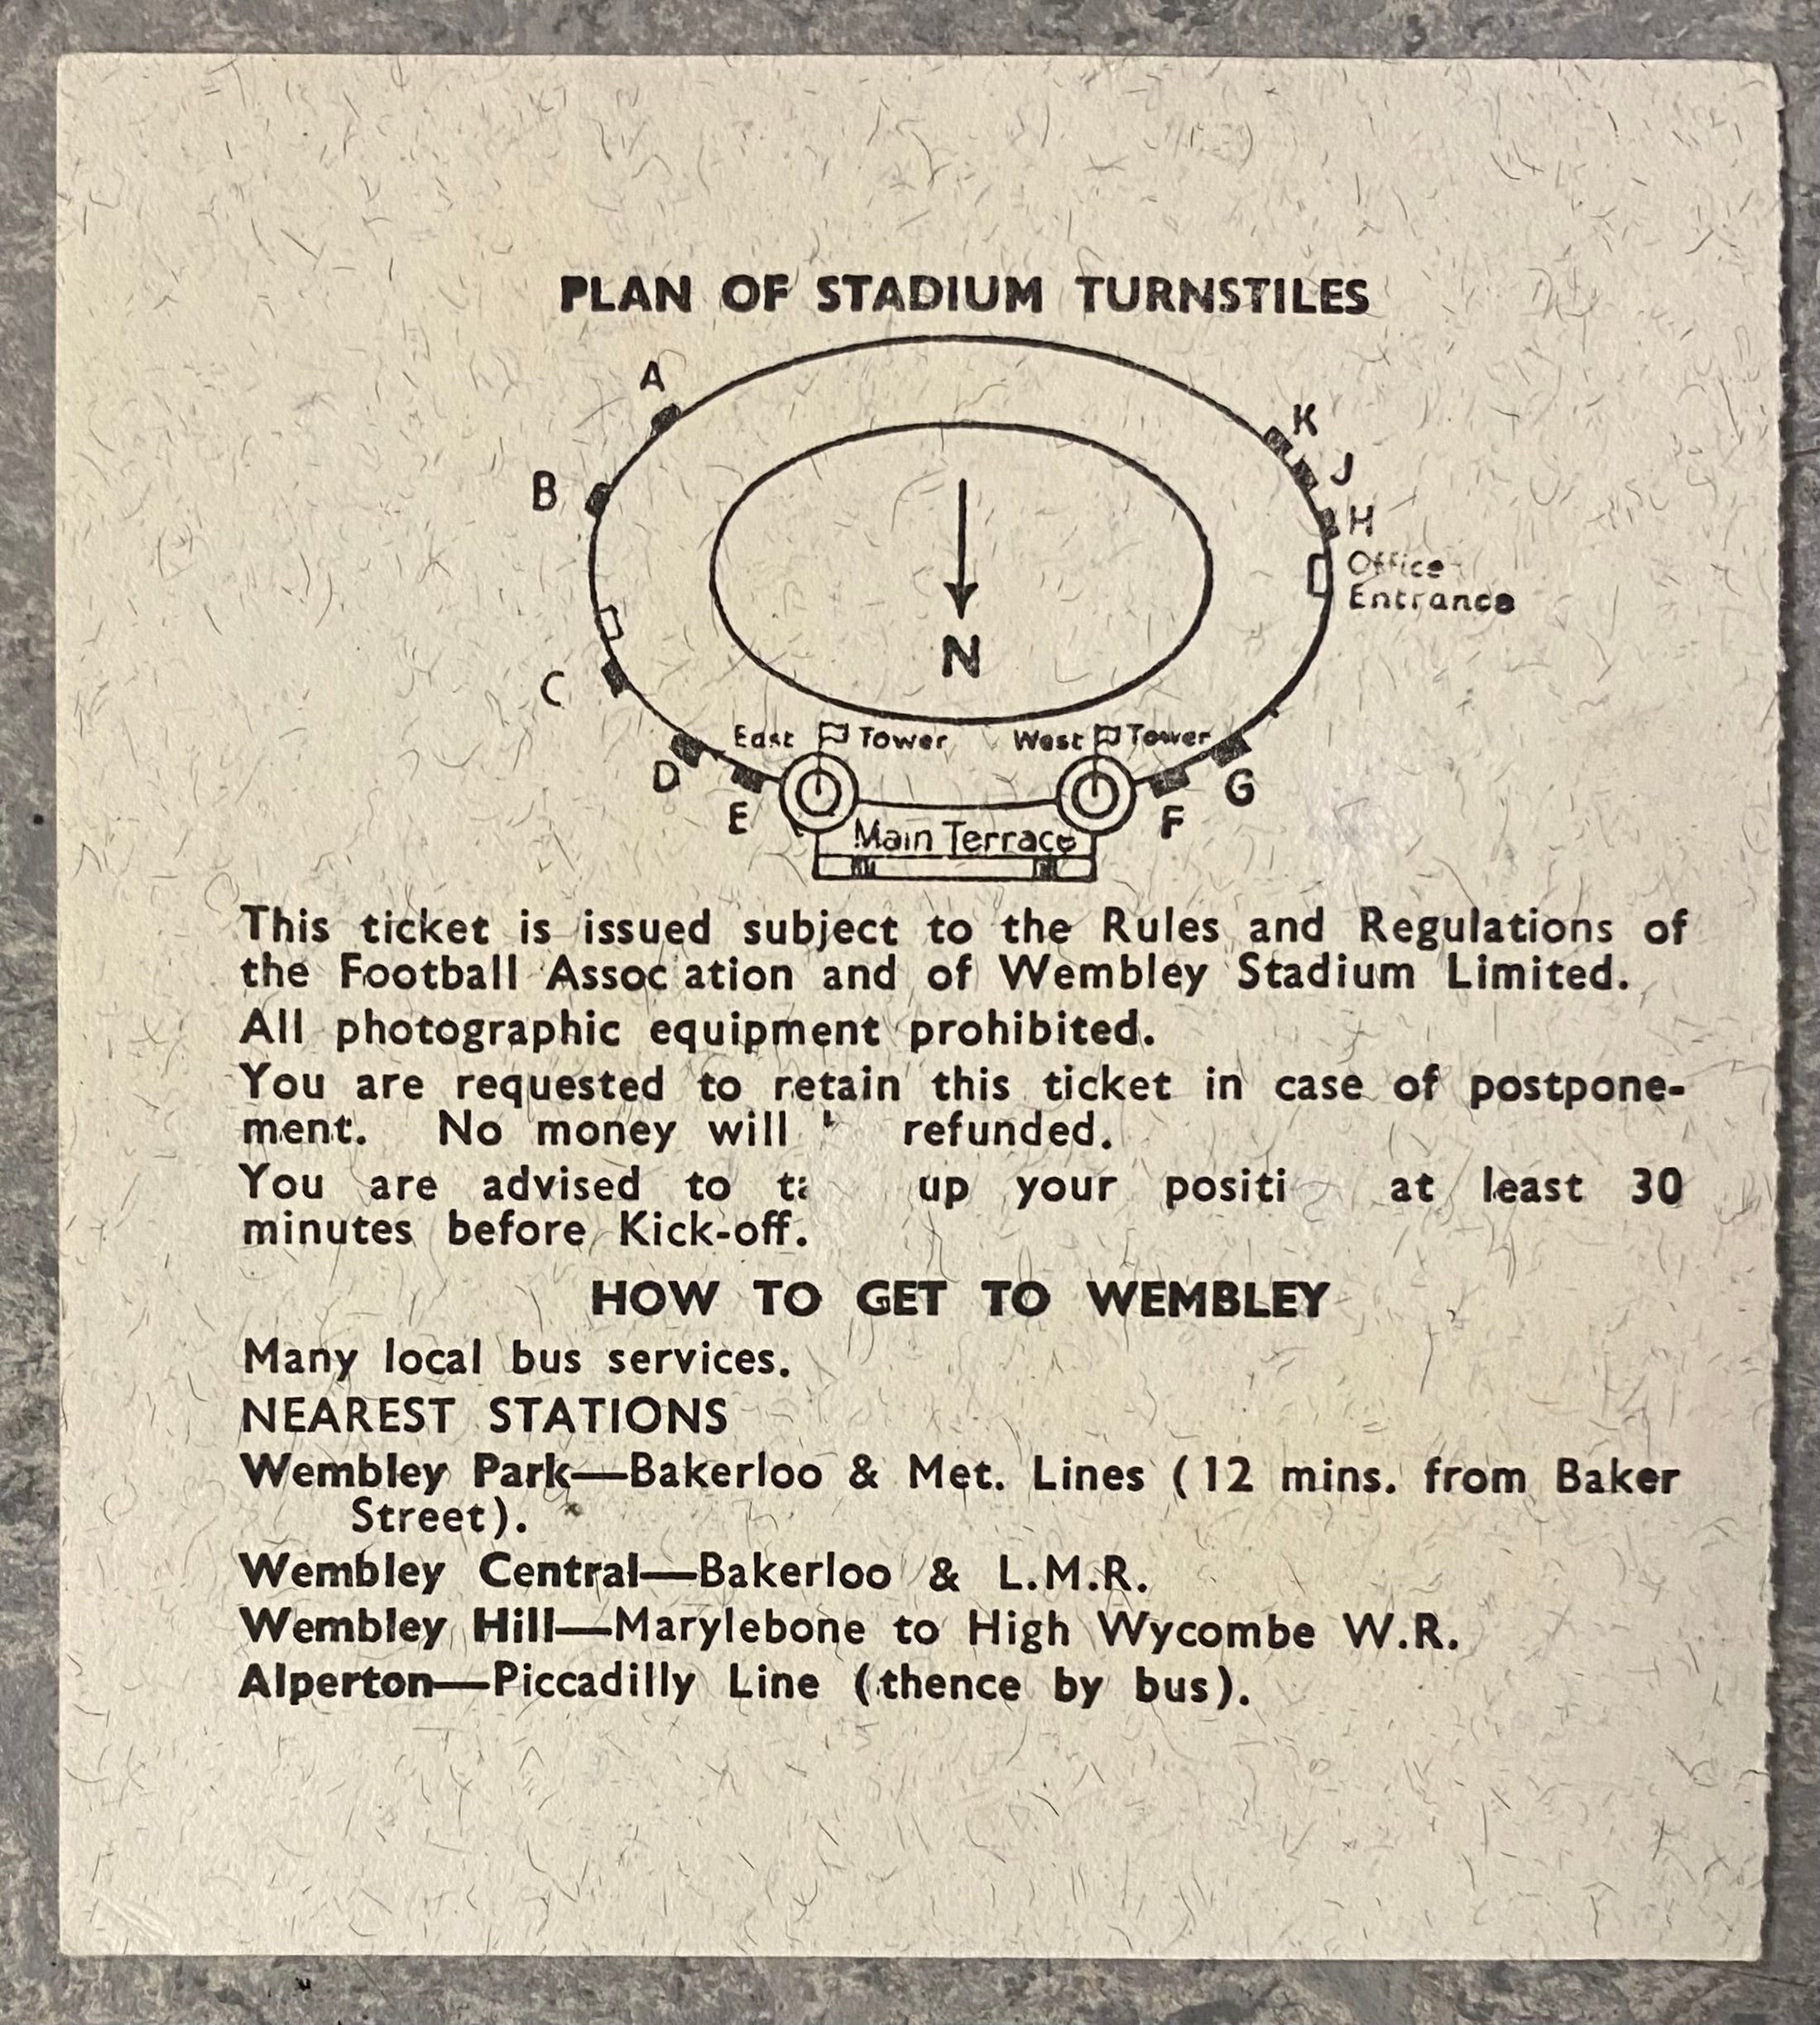 PLAN OF STADIUM TURNSTILES
A
K
B
J
H
Office
Entrance
N
C
East Tower West Tower
D
G
E
F
Main Terrace
This ticket is issued subject to the Rules and Regulations of
the Football Assoc ation and of Wembley Stadium Limited.
All photographic equipment prohibited.
You are requested to retain this ticket in case of postpone-
ment. No money will refunded.
You are advised to up your positi at least 30
minutes before Kick-off.
HOW TO GET TO WEMBLEY
Many local bus services.
NEAREST STATIONS
Wembley Park—Bakerloo & Met. Lines (12 mins. from Baker
Street).
Wembley Central—Bakerloo & L.M.R.
Wembley Hill—Marylebone to High Wycombe W.R.
Alperton—Piccadilly Line (thence by bus).